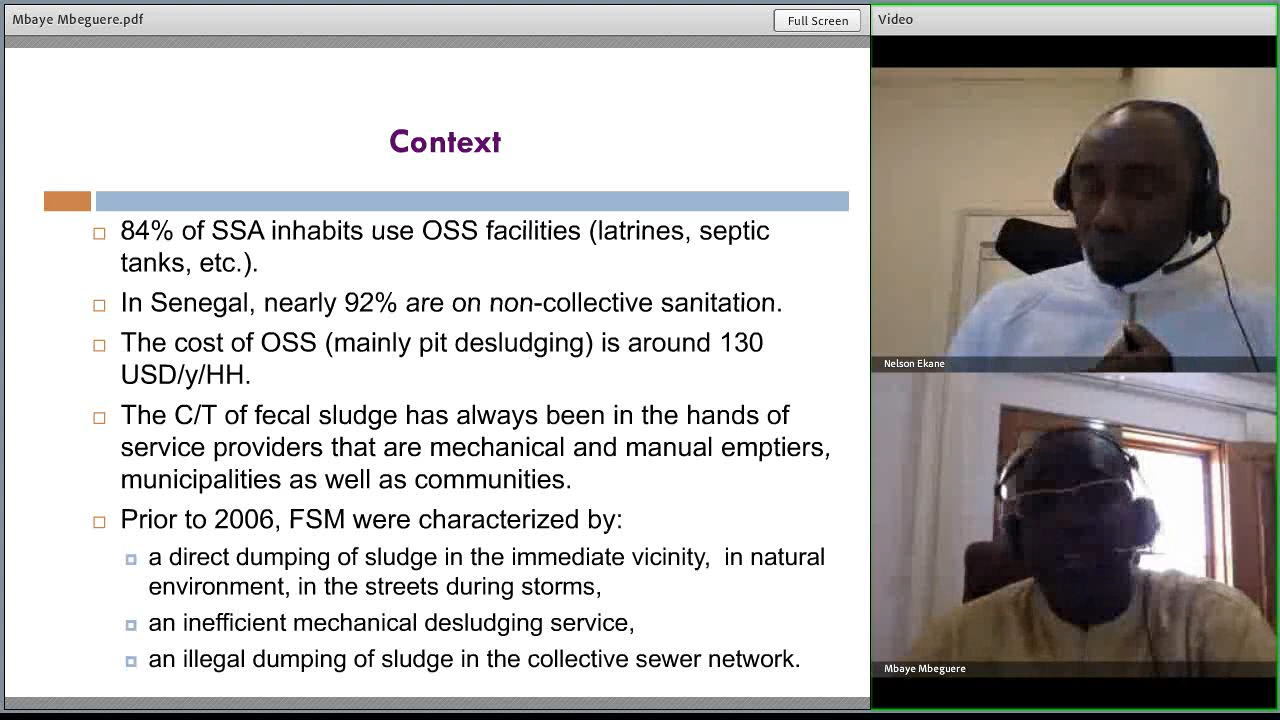 Mbaye Mbeguere.pdf
Full Screen
Video
Context
84% of SSA inhabits use OSS facilities (latrines, septic
tanks, etc.).
In Senegal, nearly 92% are on non-collective sanitation.
The cost of OSS (mainly pit desludging) is around 130
USD/y/HH.
The C/T of fecal sludge has always been in the hands of
service providers that are mechanical and manual emptiers,
municipalities as well as communities.
Prior to 2006, FSM were characterized by:
a direct dumping of sludge in the immediate vicinity, in natural
environment, in the streets during storms,
an inefficient mechanical desludging service,
an illegal dumping of sludge in the collective sewer network.
Nelson Ekane
Mbaye Mbeguere